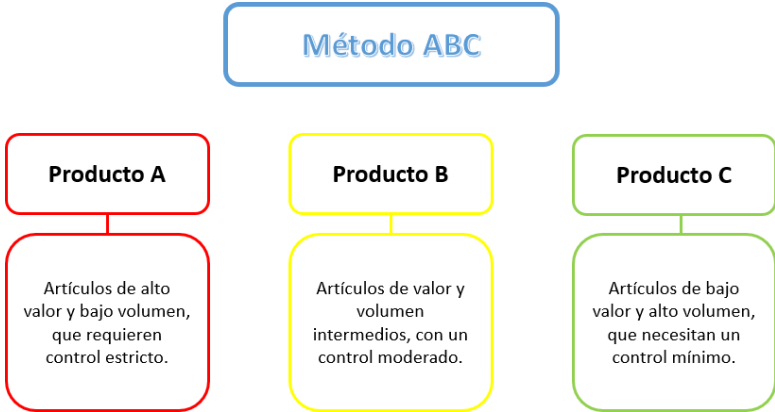 Método ABC
Producto A
Producto B
Producto C
Artículos de alto
valor y bajo volumen,
que requieren
control estricto.
Artículos de valor y
volumen
intermedios, con un
control moderado.
Artículos de bajo
valor y alto volumen,
que necesitan un
control mínimo.